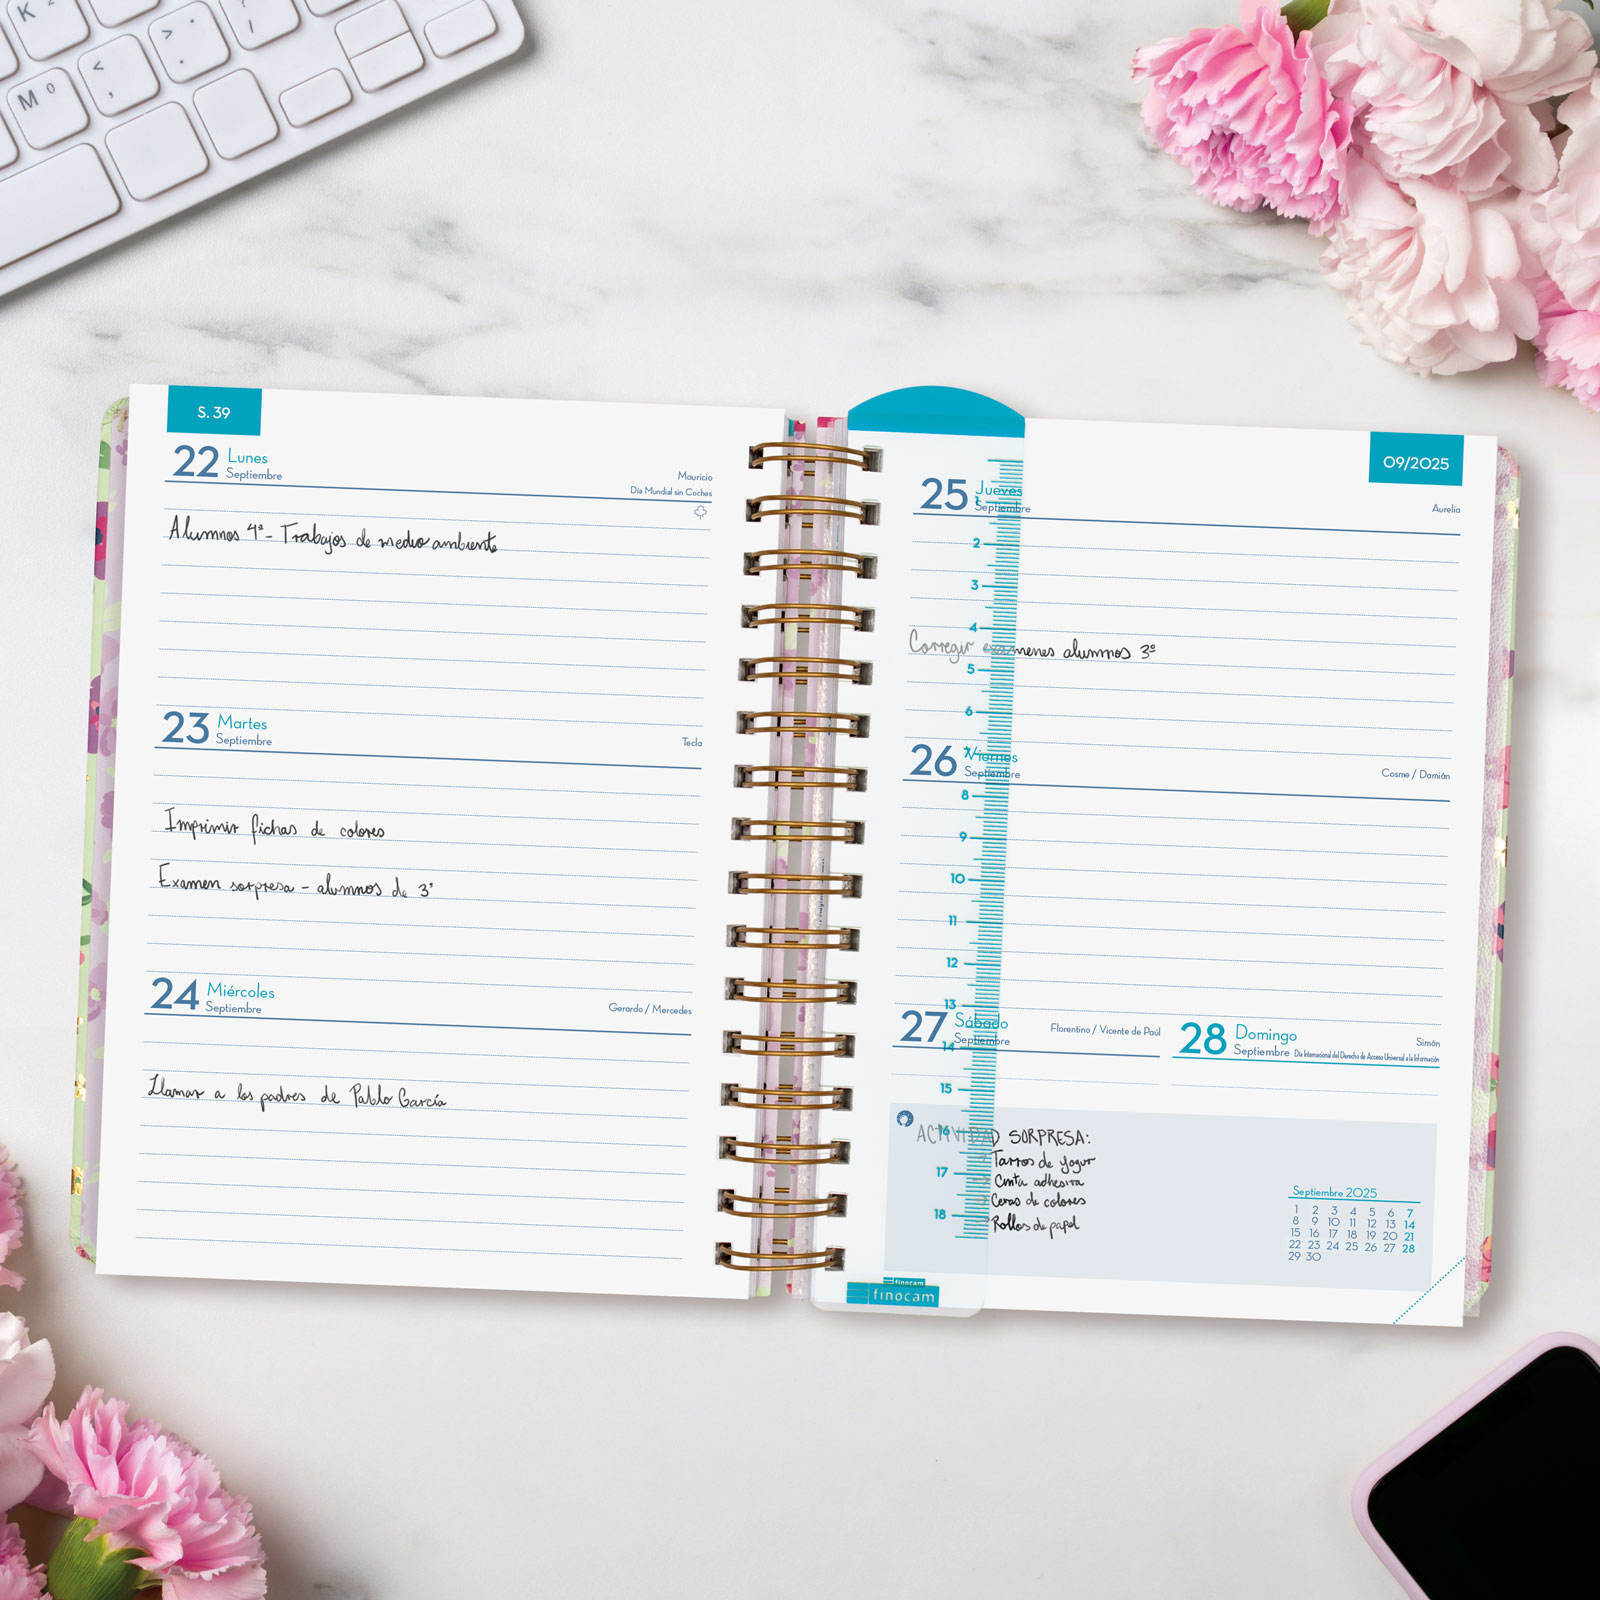 K
M
S. 39
22 Lunes
Septiembre
Mauricio
Día Mundial sin Coches
Alumnos 4º - Trabajos de medio ambiente
23 Martes
Septiembre
Tecla
Imprimir fichas de colores
Examen sorpresa - alumnos de 3º
24 Miércoles
Septiembre
Gerardo / Mercedes
Llamar a los padres de Pablo García
09/2025
25 Jueves
Septiembre
Aurelia
Corregir exámenes alumnos 3º
26 Viernes
Septiembre
Cosme / Damián
27 Sábado
Septiembre
Florentino / Vicente de Paúl
28 Domingo
Septiembre
Simón
Día Internacional del Derecho de Acceso Universal a la Información
2
3
4
5
6
7
8
9
10
11
12
13
14
15
16
17
18
ACTIVIDAD SORPRESA:
Tarros de yogur
Cinta adhesiva
Ceras de colores
Rollos de papel
Septiembre 2025
1 2 3 4 5 6 7
8 9 10 11 12 13 14
15 16 17 18 19 20 21
22 23 24 25 26 27 28
29 30
finocam
finocam